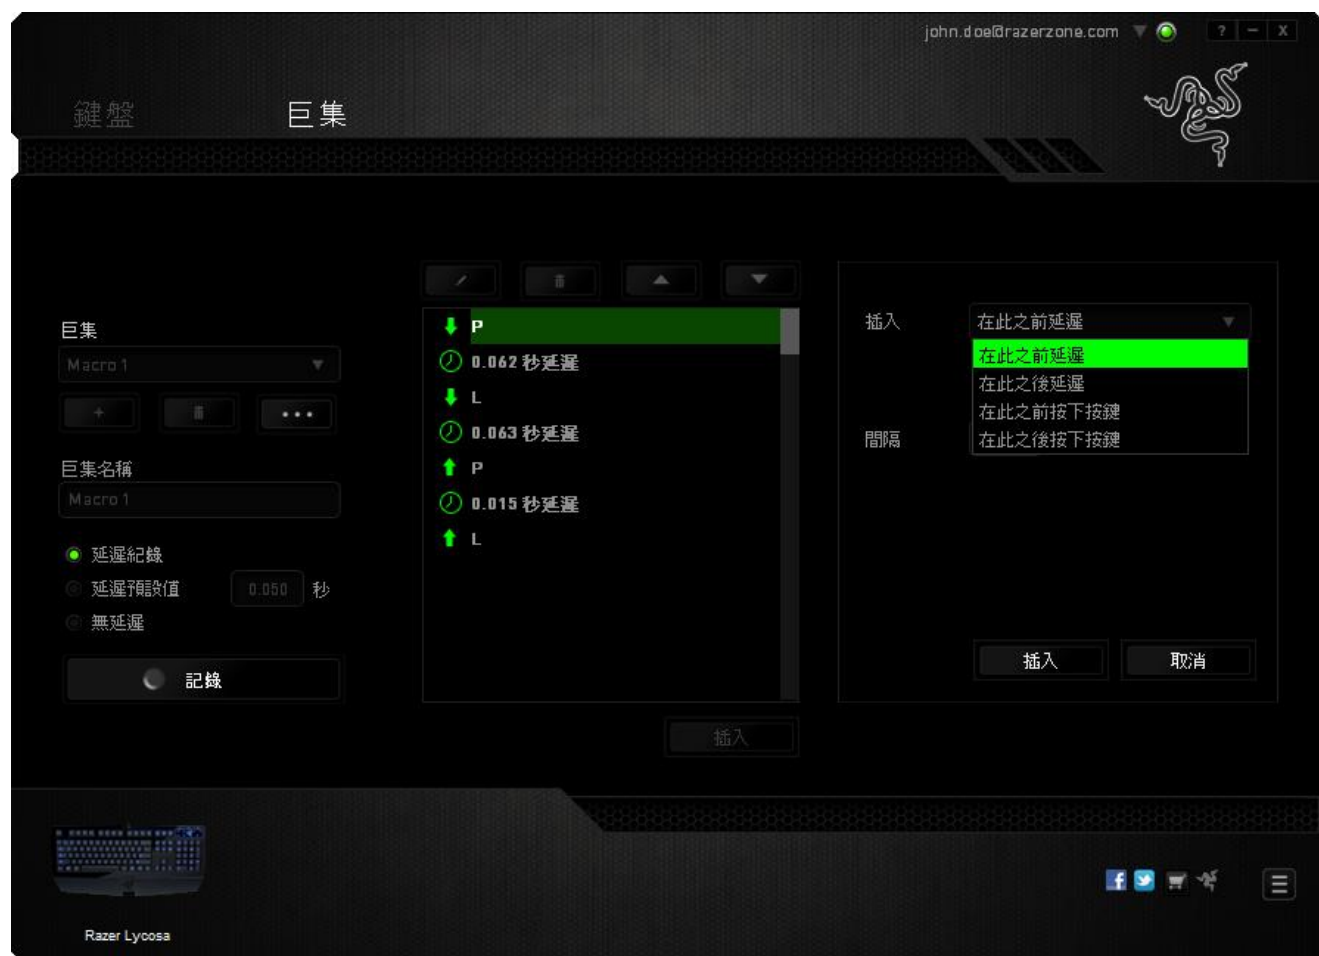 john.doe@razerzone.com
? − X
鍵盤
巨集
巨集
Macro 1
巨集名稱
Macro 1
延遲紀錄
延遲預設值 0.050 秒
無延遲
記錄
P
0.062 秒延遲
L
0.063 秒延遲
P
0.015 秒延遲
L
插入
插入 在此之前延遲
在此之前延遲
在此之後延遲
在此之前按下按鍵
在此之後按下按鍵
間隔
插入
取消
Razer Lycosa